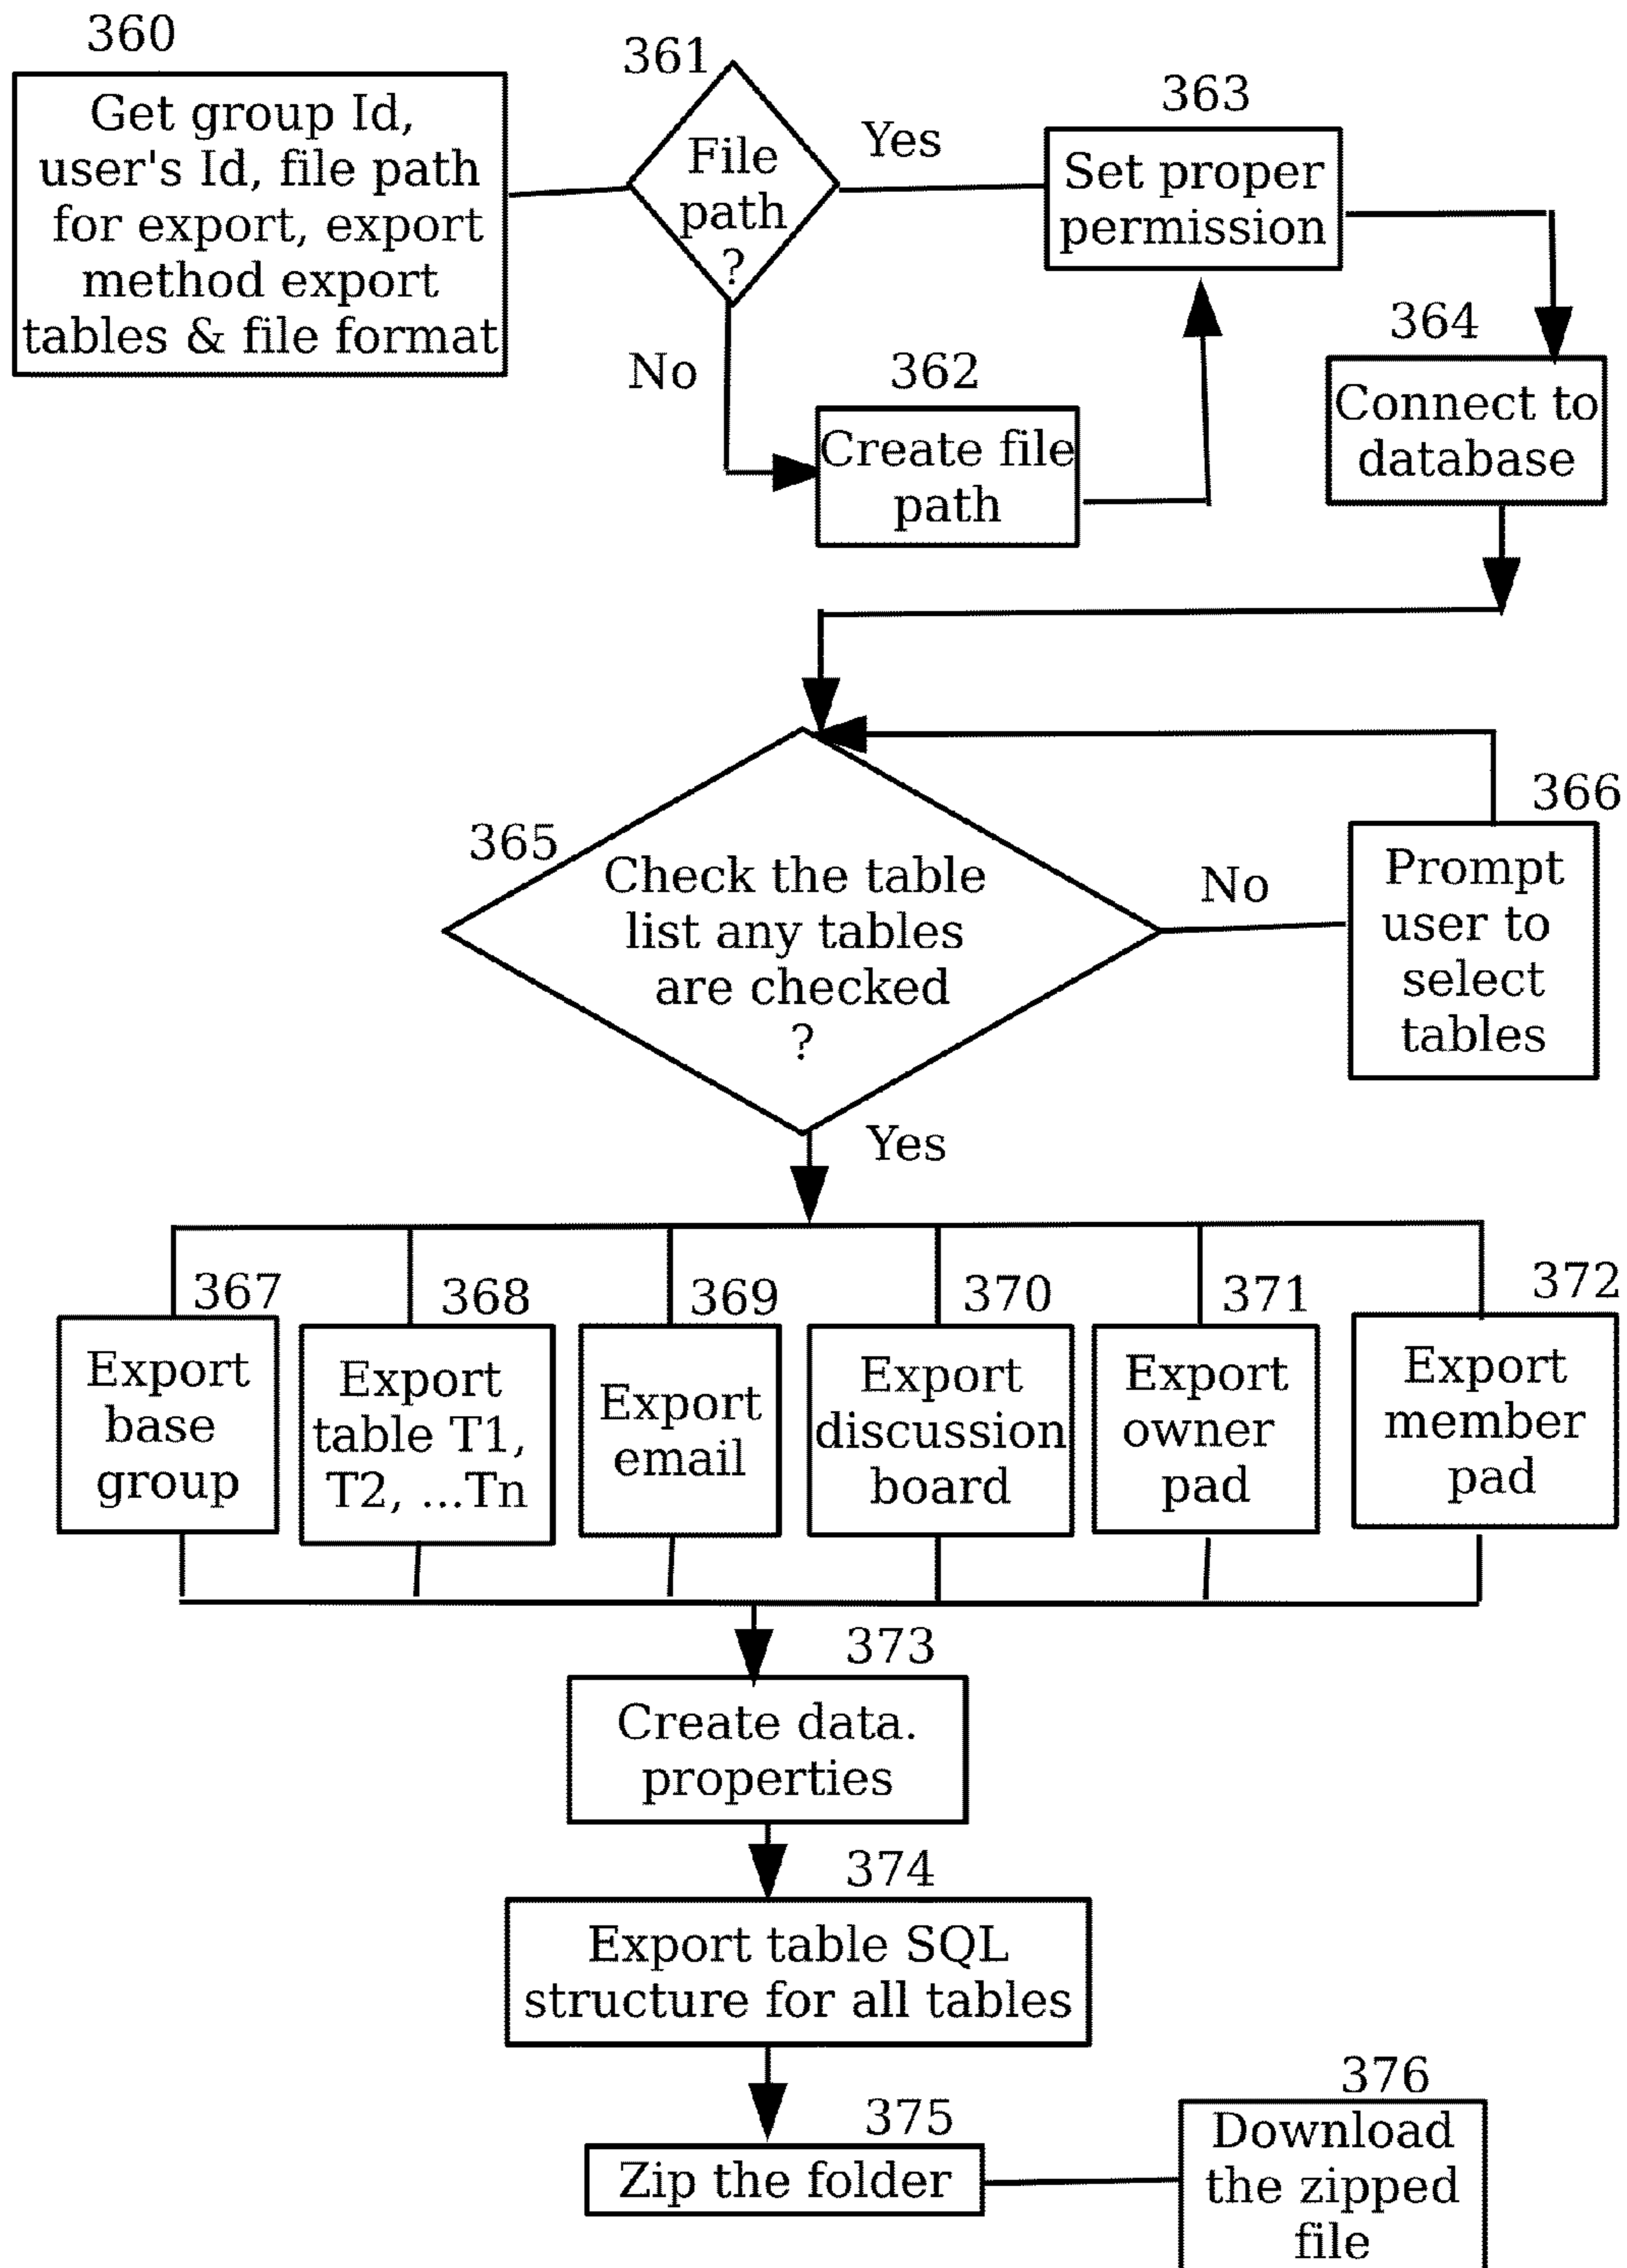 360
Get group Id,
user's Id, file path
for export, export
method export
tables & file format
361
File
path
?
Yes
No
362
Create file
path
363
Set proper
permission
364
Connect to
database
365
Check the table
list any tables
are checked
?
No
366
Prompt
user to
select
tables
Yes
367
Export
base
group
368
Export
table T1,
T2, ...Tn
369
Export
email
370
Export
discussion
board
371
Export
owner
pad
372
Export
member
pad
373
Create data.
properties
374
Export table SQL
structure for all tables
375
Zip the folder
376
Download
the zipped
file